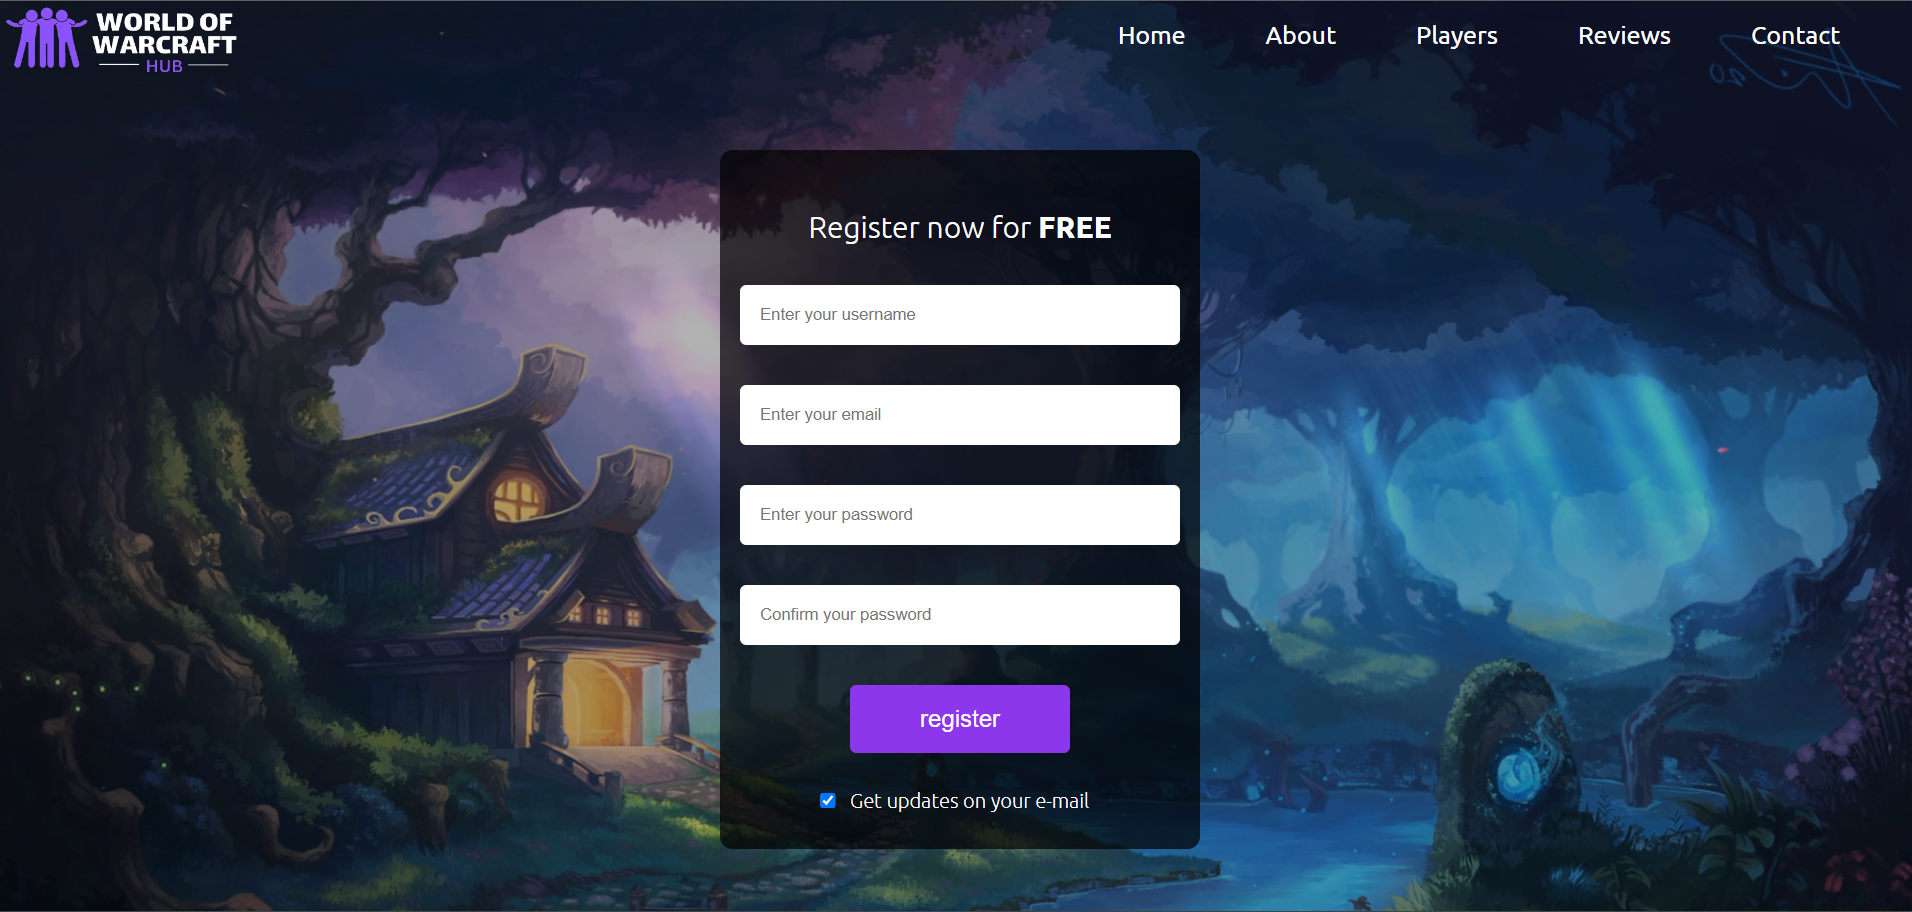 WORLD OF
WARCRAFT
HUB
Home About Players Reviews Contact
Register now for FREE
Enter your username
Enter your email
Enter your password
Confirm your password
register
Get updates on your e-mail